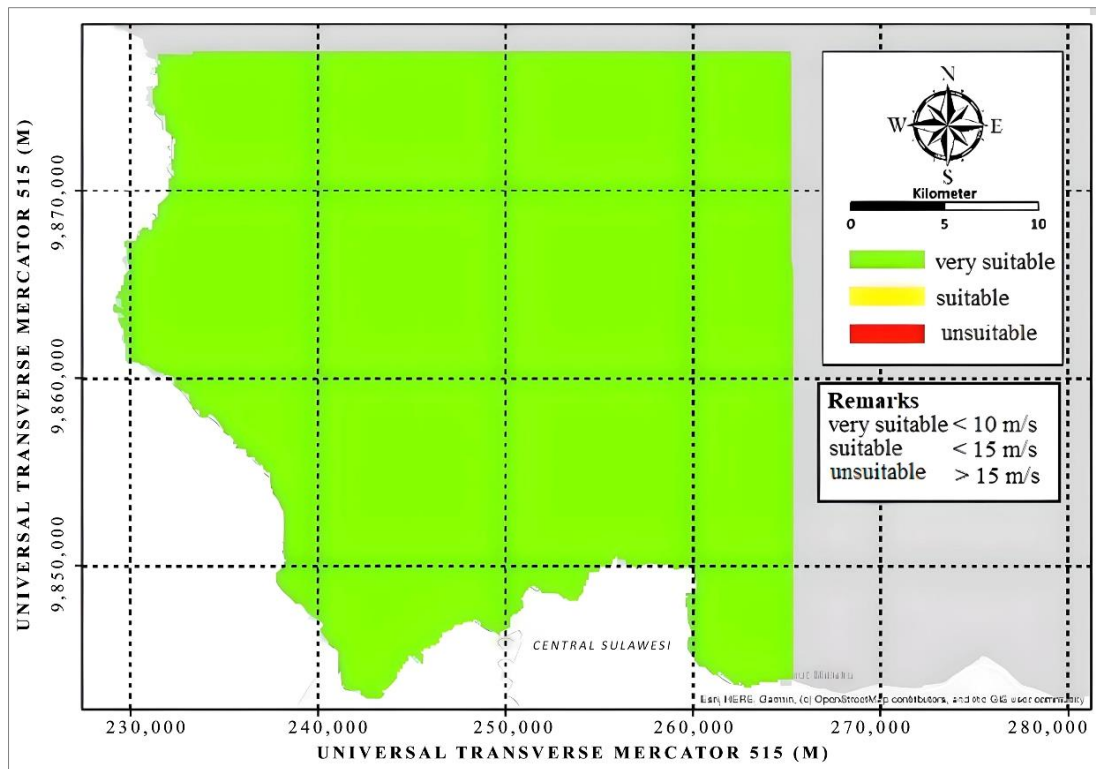 N
W E
S
Kilometer
0 5 10
very suitable
suitable
unsuitable
Remarks
very suitable < 10 m/s
suitable < 15 m/s
unsuitable > 15 m/s
UNIVERSAL TRANSVERSE MERCATOR 515 (M)
9,870,000
9,860,000
9,850,000
CENTRAL SULAWESI
Esri, HERE, Garmin, (c) OpenStreetMap contributors, and the GIS user community
230,000 240,000 250,000 260,000 270,000 280,000
UNIVERSAL TRANSVERSE MERCATOR 515 (M)